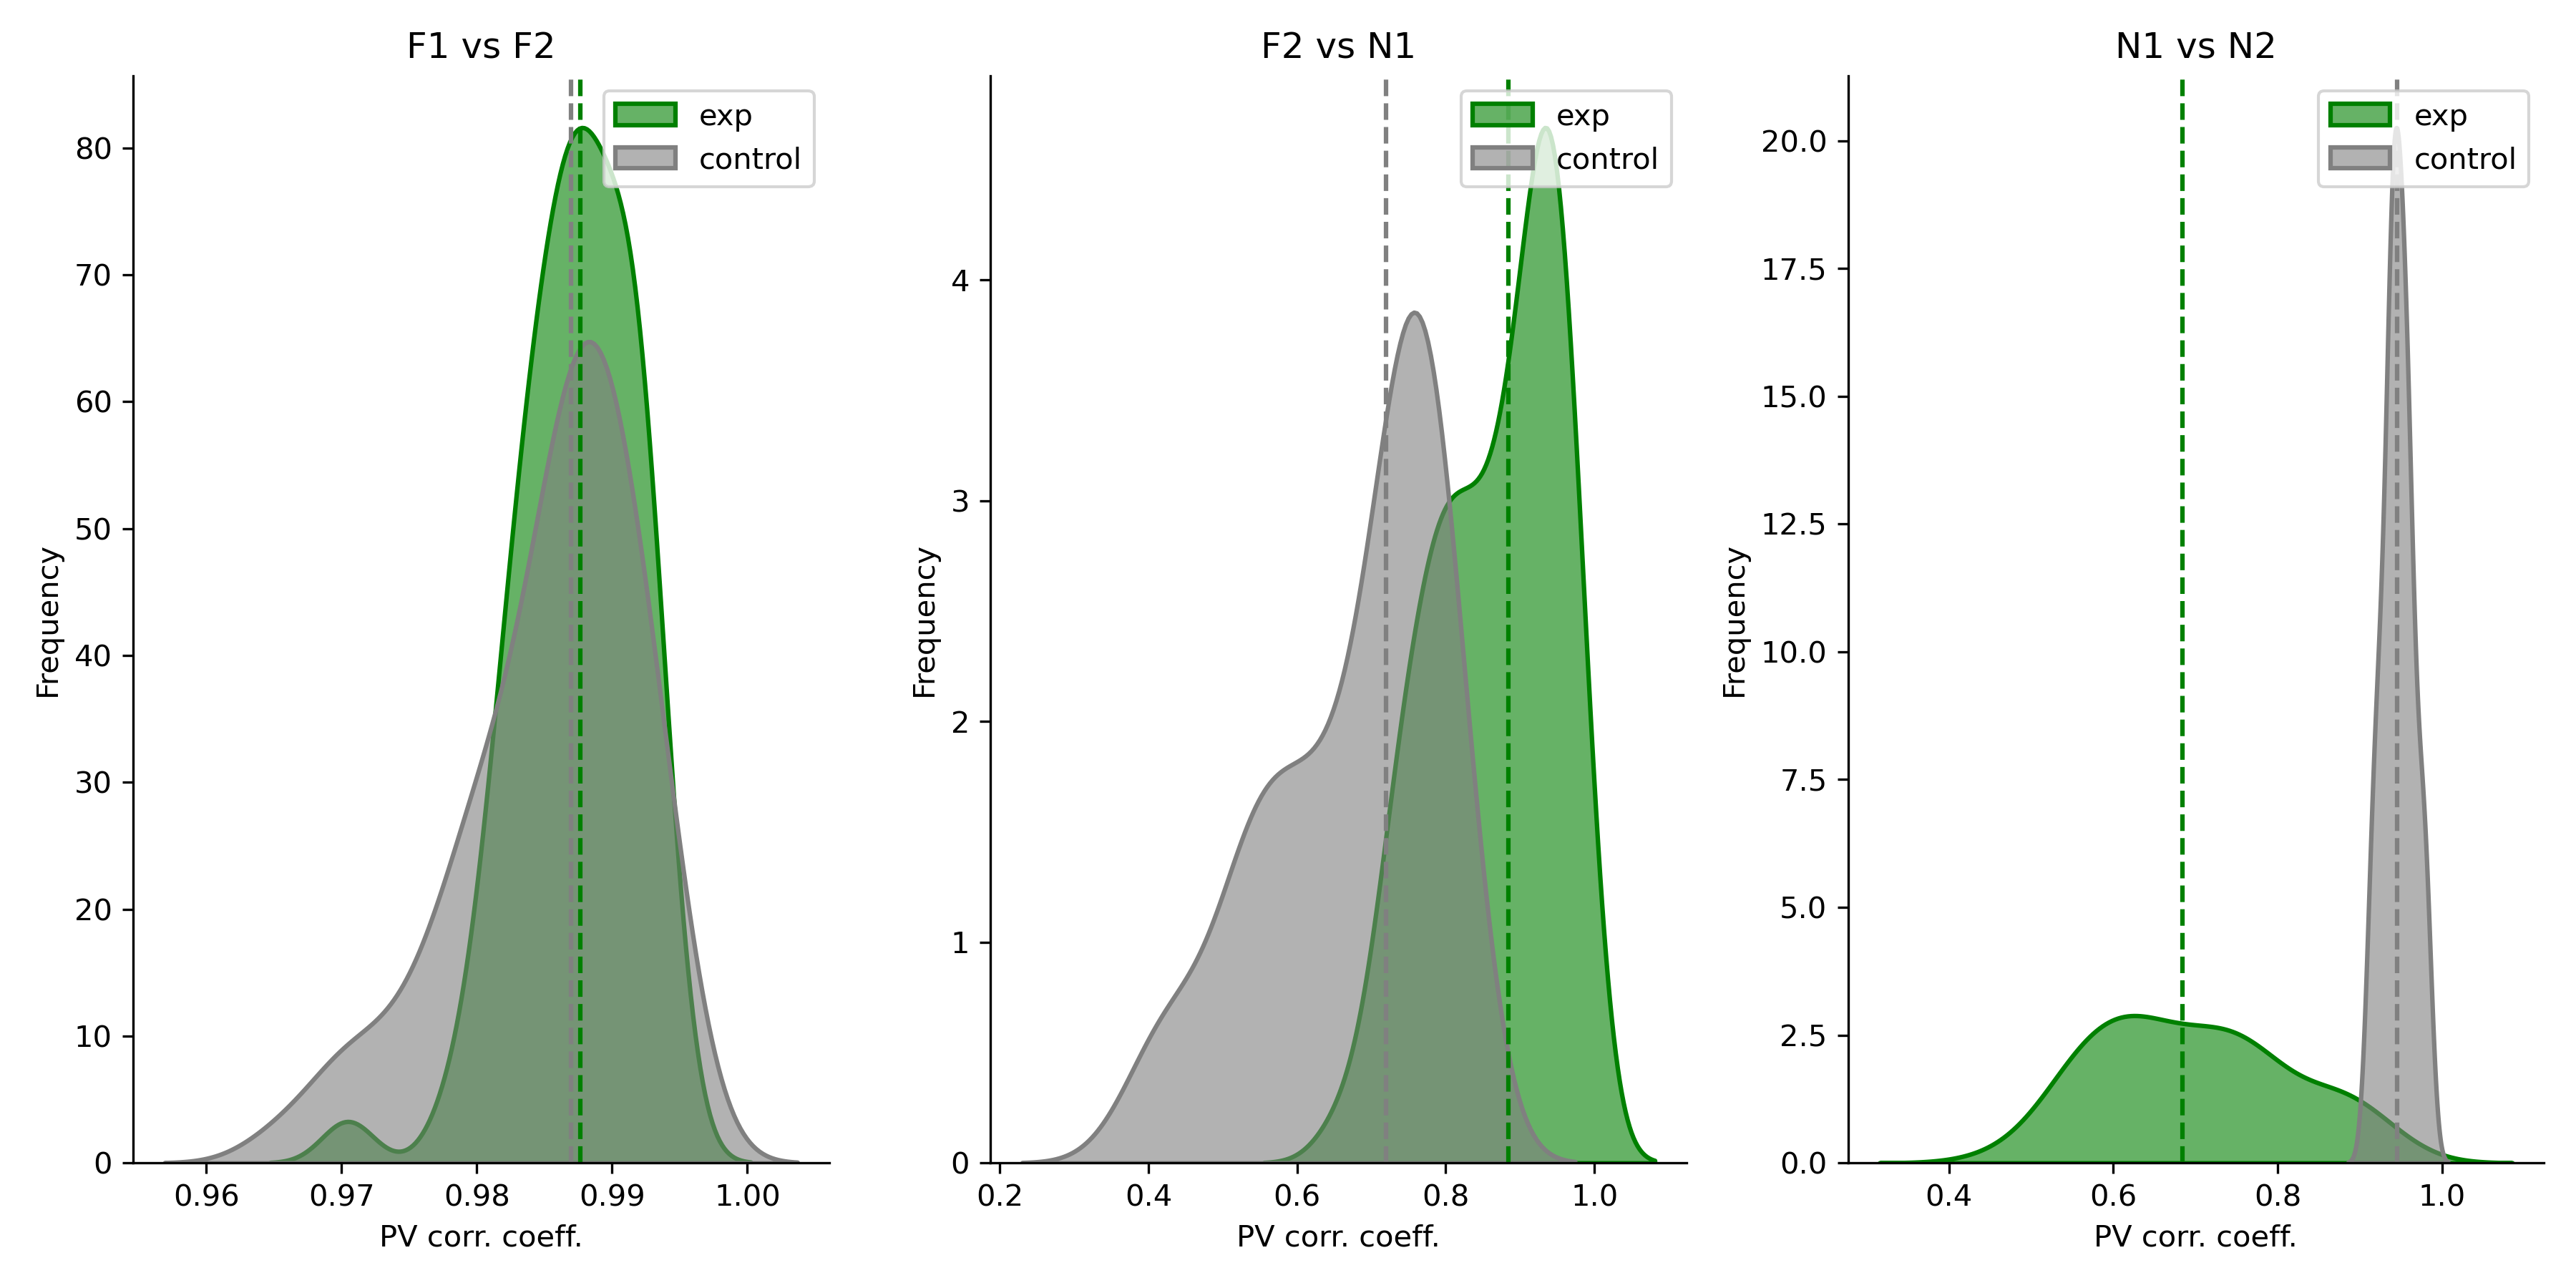 F1 vs F2
exp
control
Frequency
80
70
60
50
40
30
20
10
0
0.96 0.97 0.98 0.99 1.00
PV corr. coeff.
F2 vs N1
exp
control
Frequency
4
3
2
1
0
0.2 0.4 0.6 0.8 1.0
PV corr. coeff.
N1 vs N2
exp
control
Frequency
20.0
17.5
15.0
12.5
10.0
7.5
5.0
2.5
0.0
0.4 0.6 0.8 1.0
PV corr. coeff.